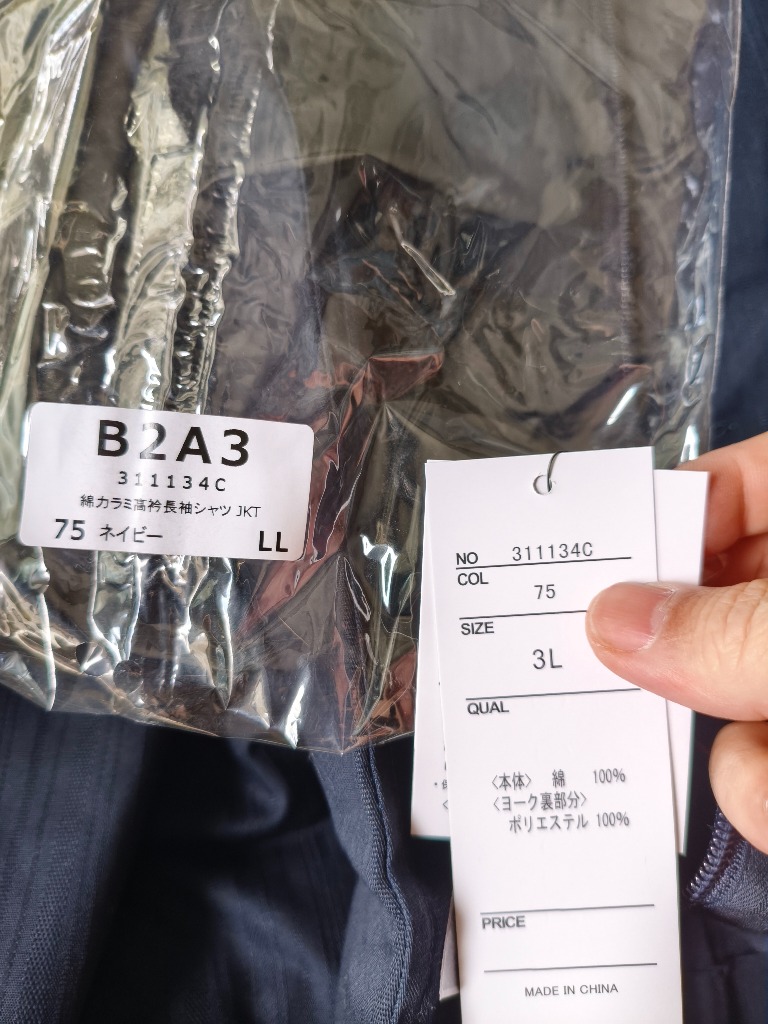 B2A3
311134C
綿カラミ高衿長袖シャツ JKT
75 ネイビー LL
NO 311134C
COL 75
SIZE
3L
QUAL
〈本体〉 綿 100%
〈ヨーク裏部分〉
ポリエステル 100%
PRICE
MADE IN CHINA